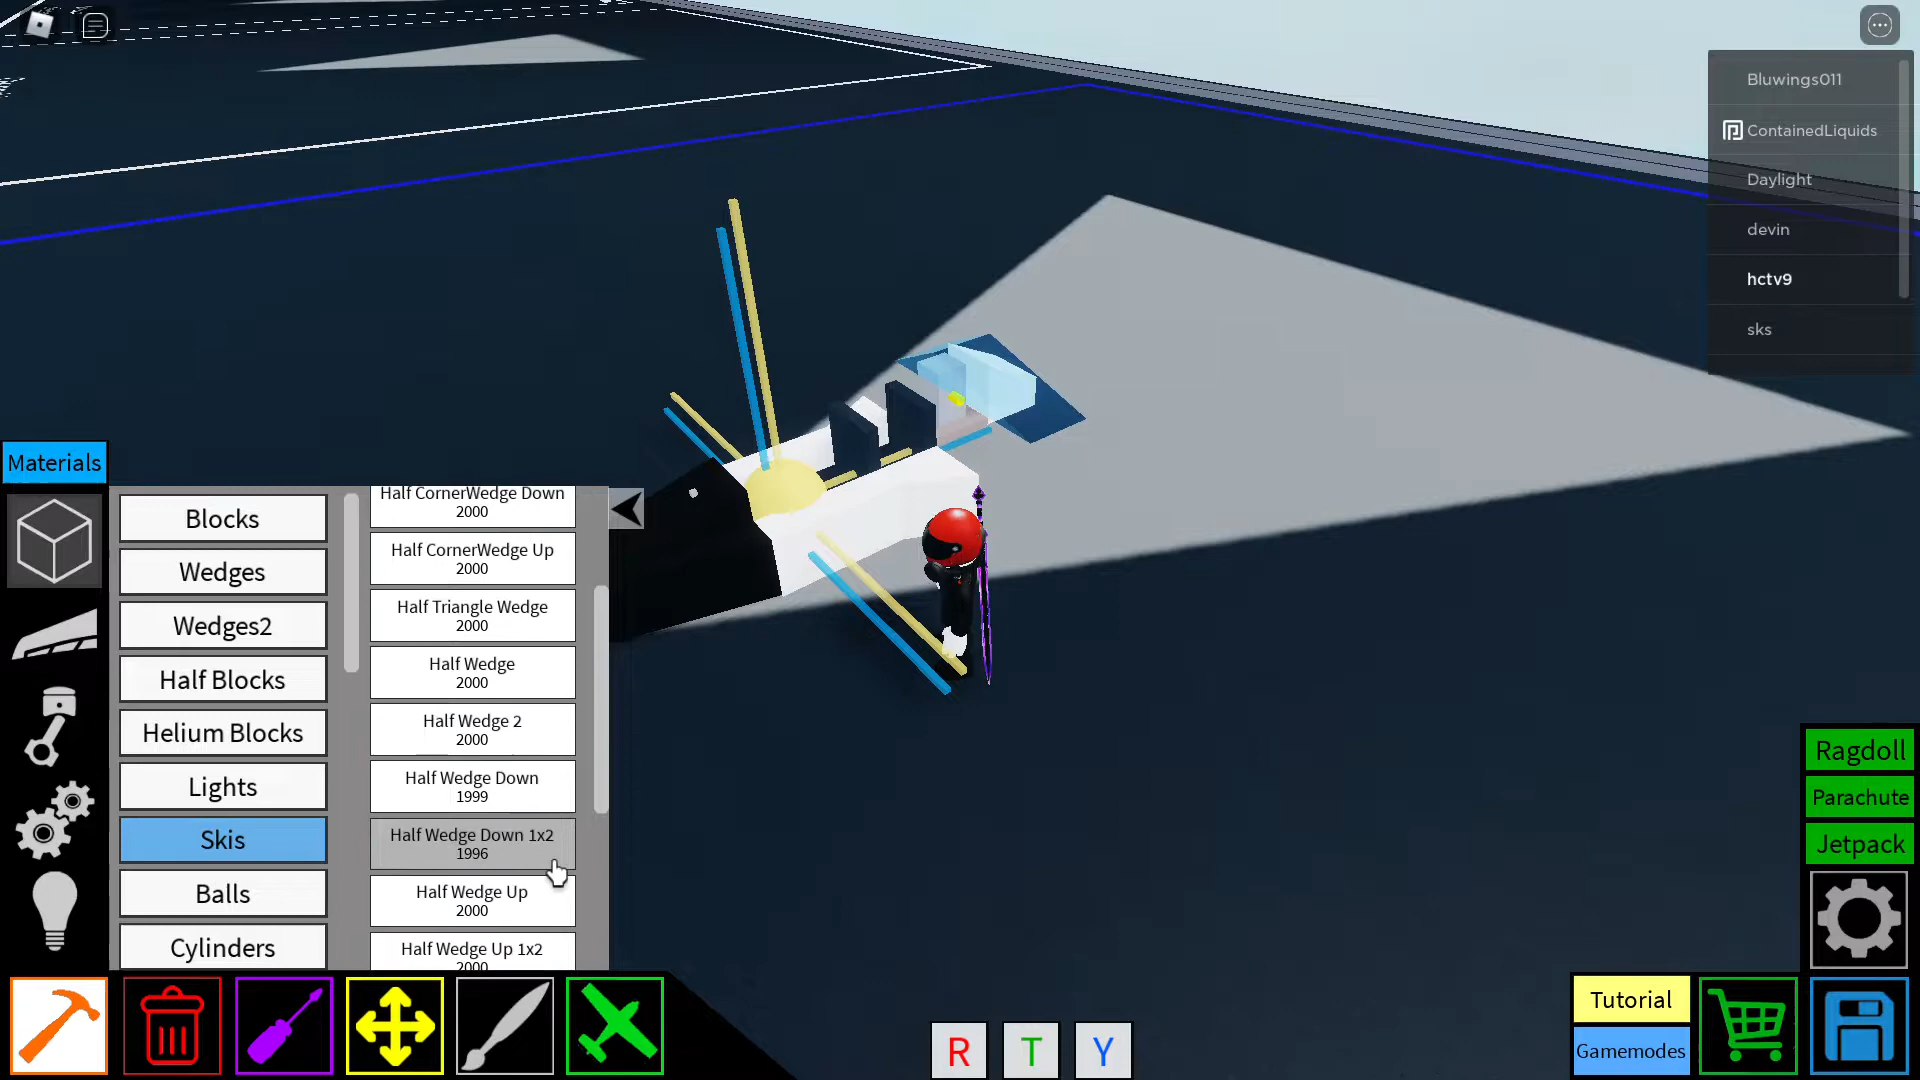 Bluwings011
ContainedLiquids
Daylight
devin
hctv9
sks
Materials
Blocks
Wedges
Wedges2
Half Blocks
Helium Blocks
Lights
Skis
Balls
Cylinders
Half CornerWedge Down
2000
Half CornerWedge Up
2000
Half Triangle Wedge
2000
Half Wedge
2000
Half Wedge 2
2000
Half Wedge Down
1999
Half Wedge Down 1x2
1996
Half Wedge Up
2000
Half Wedge Up 1x2
2000
Ragdoll
Parachute
Jetpack
Tutorial
Gamemodes
R T Y